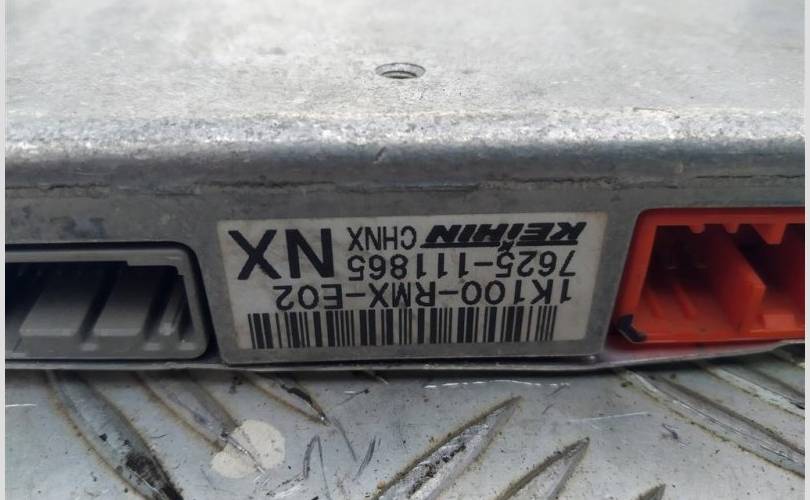 1K100-RMX-E02
7625-111865 NX
KEIHIN CHNX